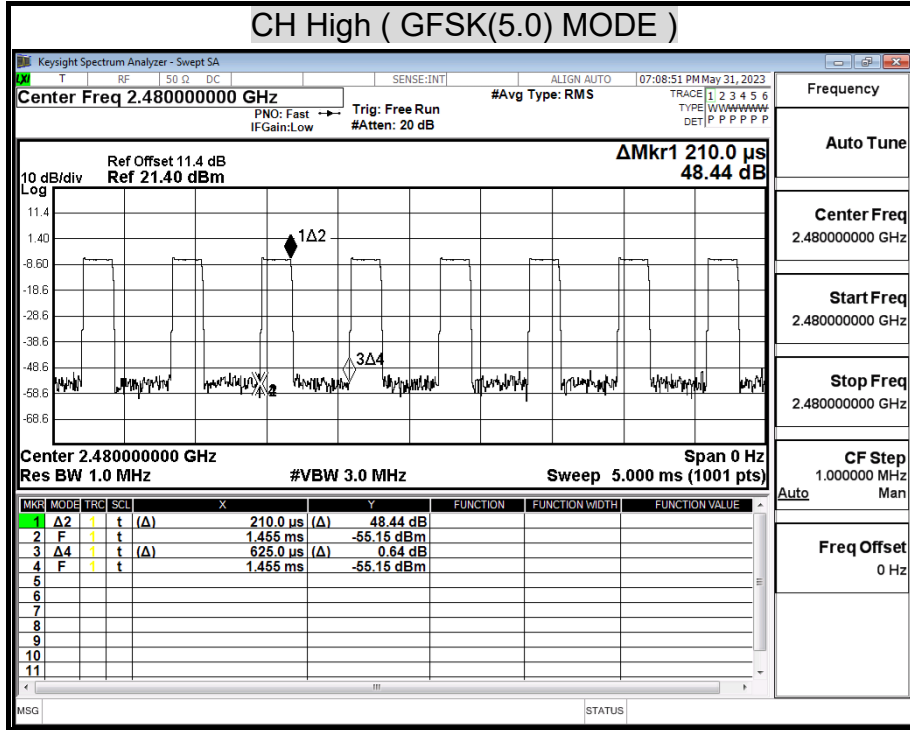 CH High ( GFSK(5.0) MODE )
Keysight Spectrum Analyzer - Swept SA
LXI T RF 50 Ω DC SENSE:INT ALIGN AUTO 07:08:51 PM May 31, 2023
Center Freq 2.480000000 GHz
PNO: Fast
IFGain:Low
Trig: Free Run
#Atten: 20 dB
#Avg Type: RMS
TRACE 1 2 3 4 5 6
TYPE WWWWWW
DET P P P P P P
Frequency
Ref Offset 11.4 dB
10 dB/div Ref 21.40 dBm
Log
ΔMkr1 210.0 µs
48.44 dB
11.4
1.40
-8.60
-18.6
-28.6
-38.6
-48.6
-58.6
-68.6
1Δ2
3Δ4
2
Center 2.480000000 GHz Span 0 Hz
Res BW 1.0 MHz #VBW 3.0 MHz Sweep 5.000 ms (1001 pts)
MKR MODE TRC SCL X Y FUNCTION FUNCTION WIDTH FUNCTION VALUE
1 Δ2 1 t (Δ) 210.0 µs (Δ) 48.44 dB
2 F 1 t 1.455 ms -55.15 dBm
3 Δ4 1 t (Δ) 625.0 µs (Δ) 0.64 dB
4 F 1 t 1.455 ms -55.15 dBm
5
6
7
8
9
10
11
MSG STATUS
Auto Tune
Center Freq
2.480000000 GHz
Start Freq
2.480000000 GHz
Stop Freq
2.480000000 GHz
CF Step
1.000000 MHz
Auto Man
Freq Offset
0 Hz